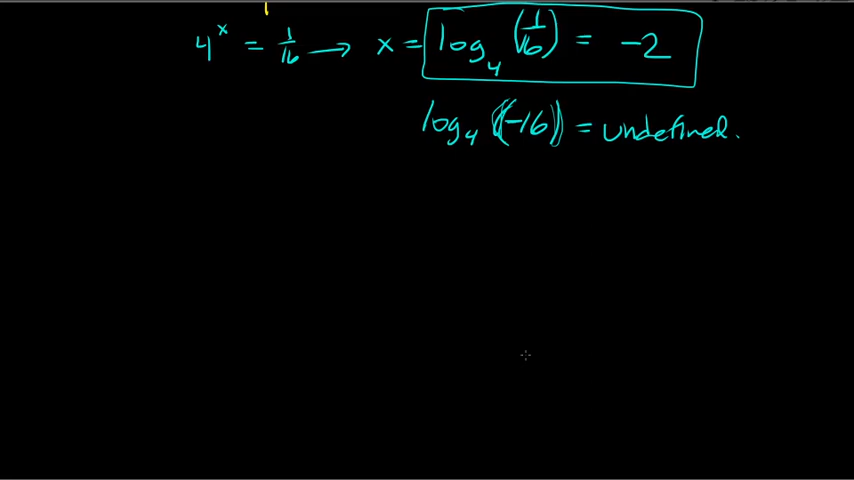 4^x = 1/16 → x = log_4 (1/16) = -2
log_4 ((-16)) = undefined.